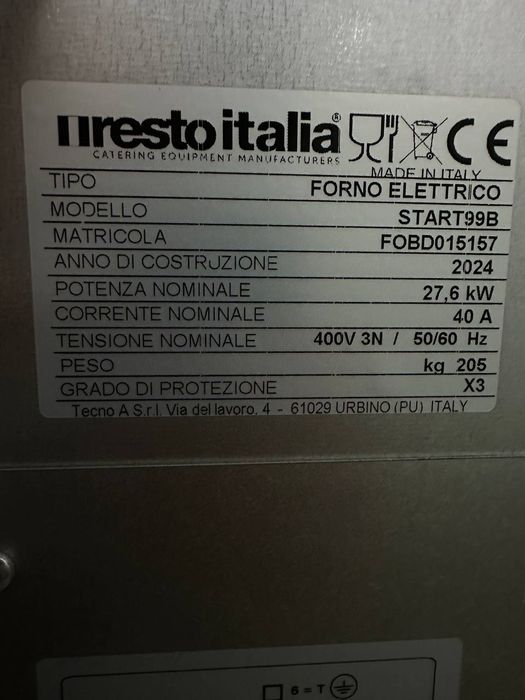 restoitalia®
CATERING EQUIPMENT MANUFACTURERS
CE
MADE IN ITALY
TIPO FORNO ELETTRICO
MODELLO START99B
MATRICOLA FOBD015157
ANNO DI COSTRUZIONE 2024
POTENZA NOMINALE 27,6 kW
CORRENTE NOMINALE 40 A
TENSIONE NOMINALE 400V 3N / 50/60 Hz
PESO kg 205
GRADO DI PROTEZIONE X3
Tecno A S.r.l. Via del lavoro, 4 - 61029 URBINO (PU) ITALY
6 = T